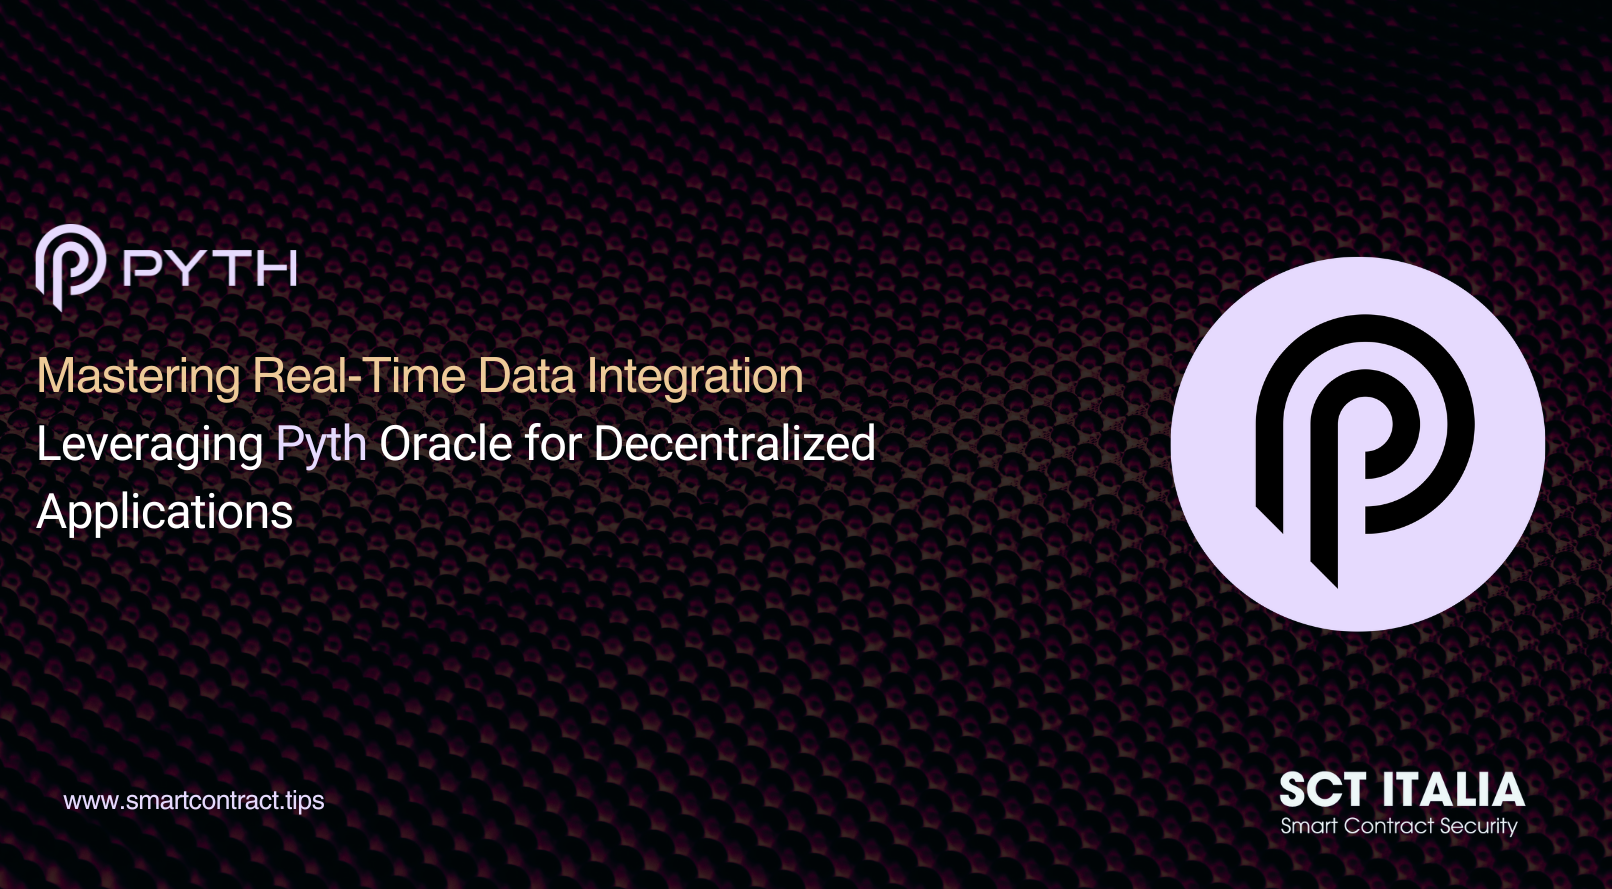 PYTH
Mastering Real-Time Data Integration
Leveraging Pyth Oracle for Decentralized
Applications
www.smartcontract.tips
SCT ITALIA
Smart Contract Security